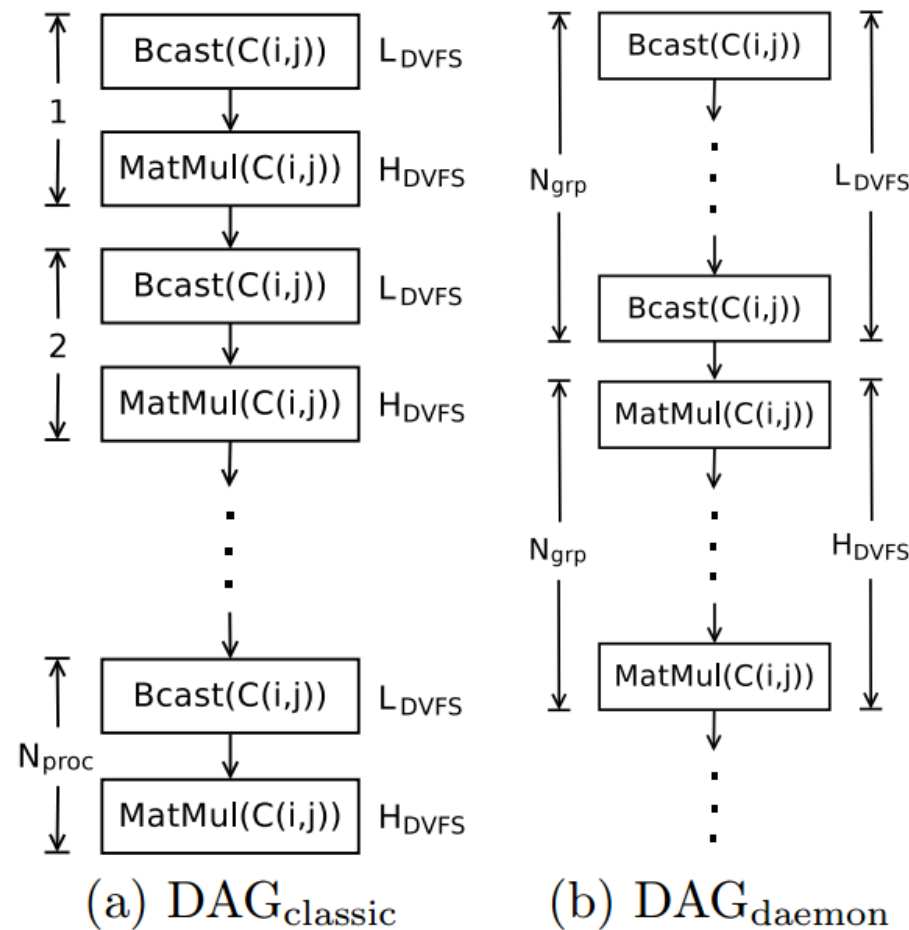 1
Bcast(C(i,j)) L_DVFS
MatMul(C(i,j)) H_DVFS
2
Bcast(C(i,j)) L_DVFS
MatMul(C(i,j)) H_DVFS
N_proc
Bcast(C(i,j)) L_DVFS
MatMul(C(i,j)) H_DVFS
(a) DAG_classic
N_grp
Bcast(C(i,j))
L_DVFS
Bcast(C(i,j))
N_grp
MatMul(C(i,j))
H_DVFS
MatMul(C(i,j))
(b) DAG_daemon